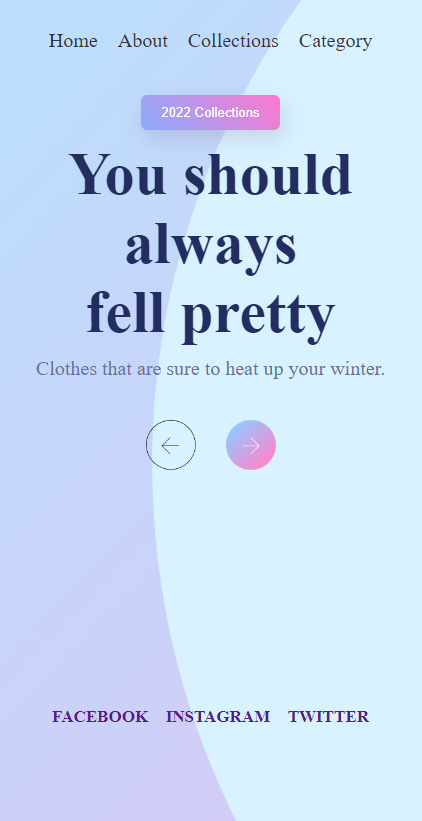 Home About Collections Category
2022 Collections
You should
always
fell pretty
Clothes that are sure to heat up your winter.
FACEBOOK INSTAGRAM TWITTER